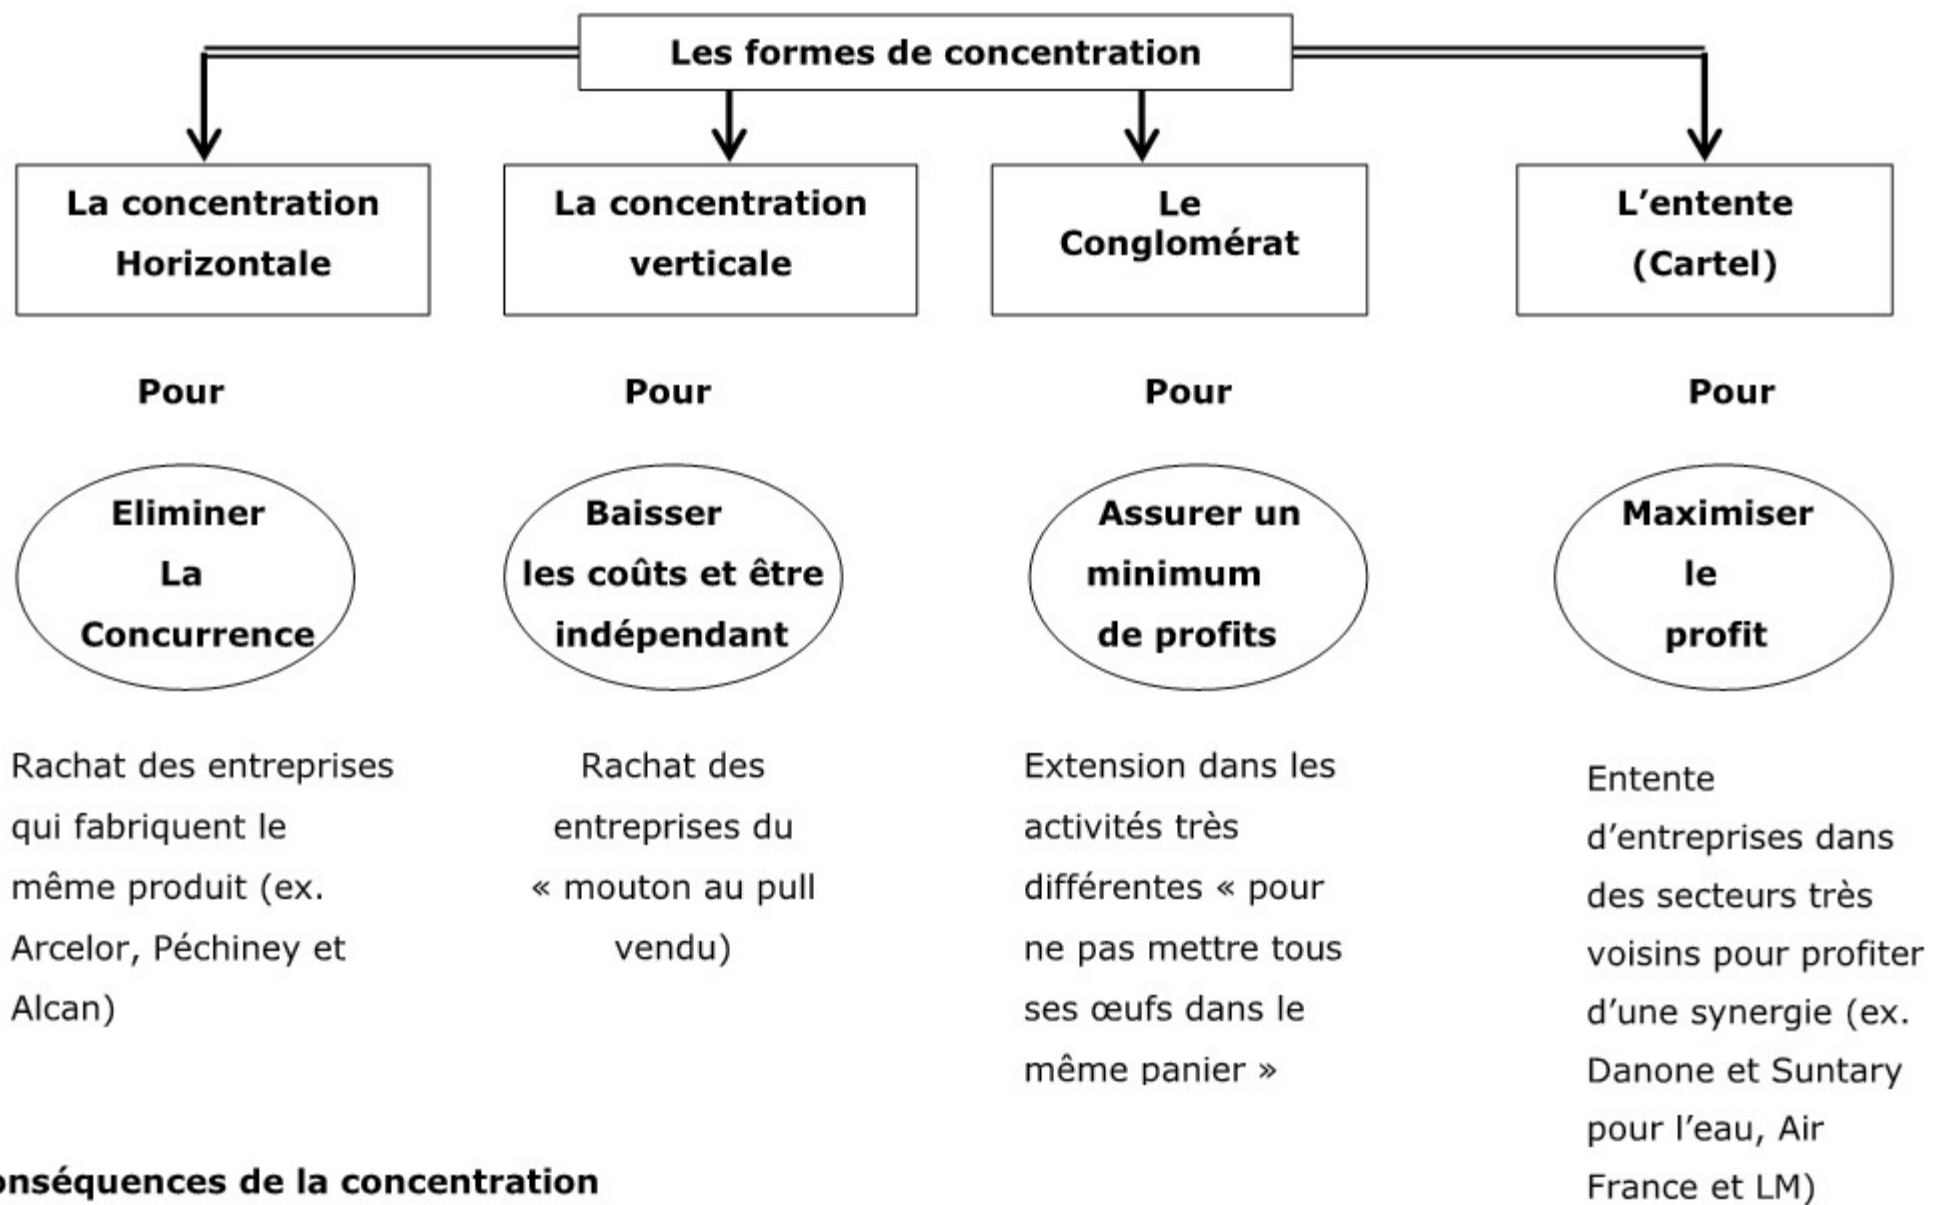 Les formes de concentration
La concentration
Horizontale
La concentration
verticale
Le
Conglomérat
L'entente
(Cartel)
Pour
Pour
Pour
Pour
Eliminer
La
Concurrence
Baisser
les coûts et être
indépendant
Assurer un
minimum
de profits
Maximiser
le
profit
Rachat des entreprises
qui fabriquent le
même produit (ex.
Arcelor, Péchiney et
Alcan)
Rachat des
entreprises du
« mouton au pull
vendu)
Extension dans les
activités très
différentes « pour
ne pas mettre tous
ses œufs dans le
même panier »
Entente
d'entreprises dans
des secteurs très
voisins pour profiter
d'une synergie (ex.
Danone et Suntary
pour l'eau, Air
France et LM)
onséquences de la concentration